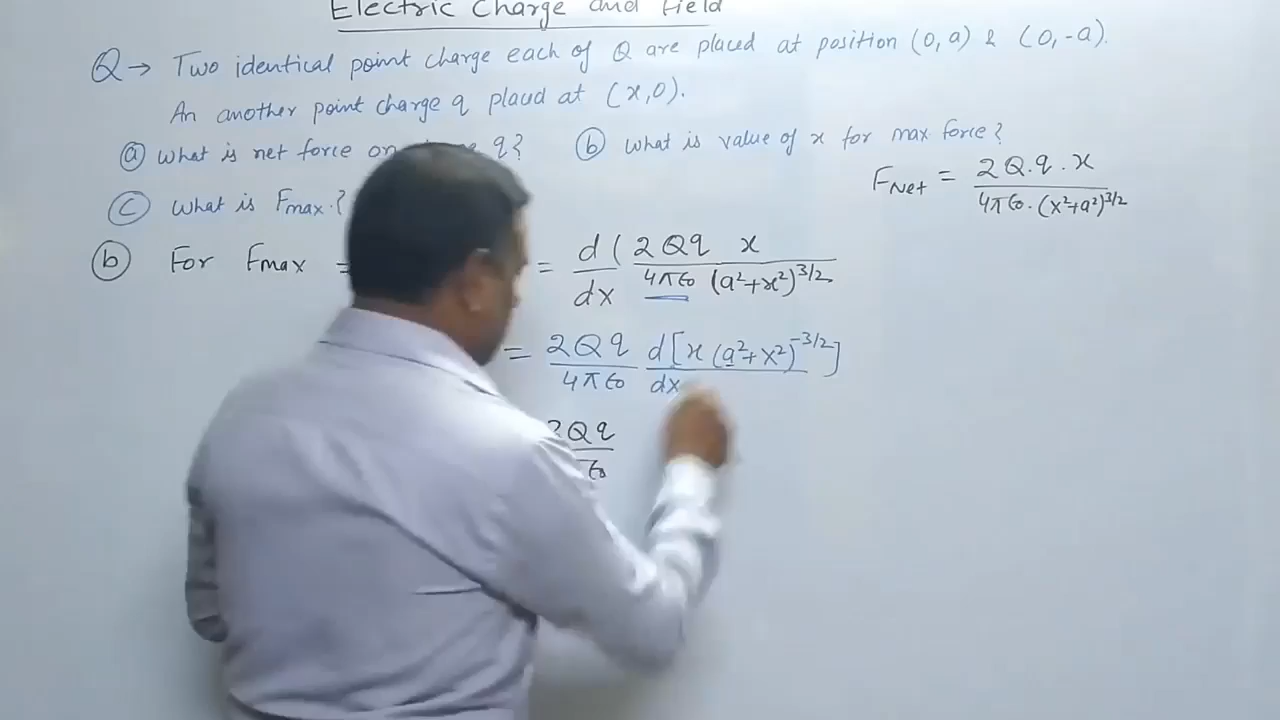 Electric Charge and Field
Q → Two identical point charge each of Q are placed at position (0, a) & (0, -a).
An another point charge q placed at (x, 0).
ⓐ What is net force on q?
ⓑ What is value of x for max force?
F_Net = 2Q.q.x / 4πϵ₀.(x²+a²)^3/2
ⓒ What is Fmax.?
ⓑ For Fmax = = d/dx (2Qq x / 4πϵ₀ (a²+x²)^3/2
= 2Qq/4πϵ₀ d/dx [x (a²+x²)^-3/2]
2Qq / ϵ₀